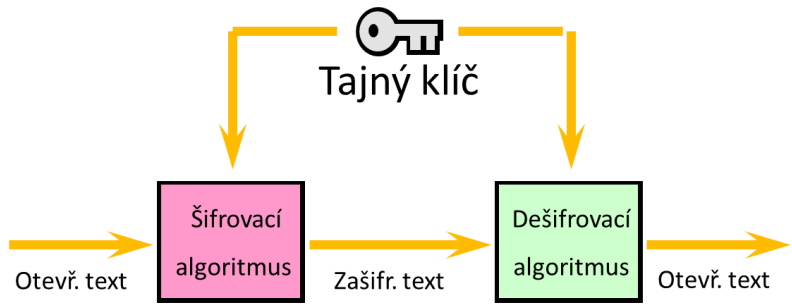 Tajný klíč
Šifrovací
algoritmus
Dešifrovací
algoritmus
Otevř. text
Zašifr. text
Otevř. text